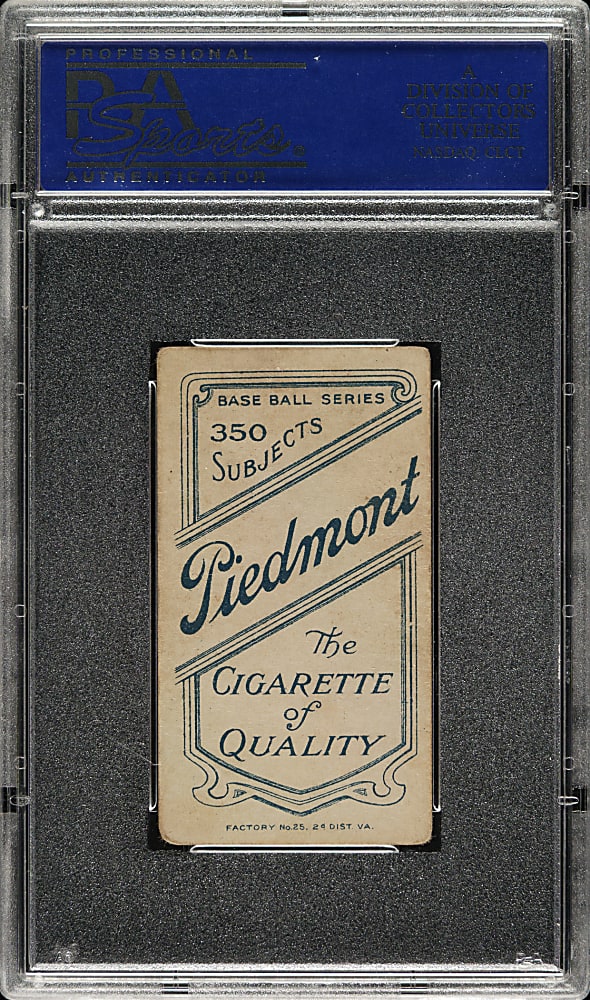 PROFESSIONAL
PSA
Sports
AUTHENTICATOR
A
DIVISION OF
COLLECTORS
UNIVERSE
NASDAQ: CLCT
BASE BALL SERIES
350
SUBJECTS
Piedmont
The
CIGARETTE
of
QUALITY
FACTORY No.25. 2d DIST. VA.